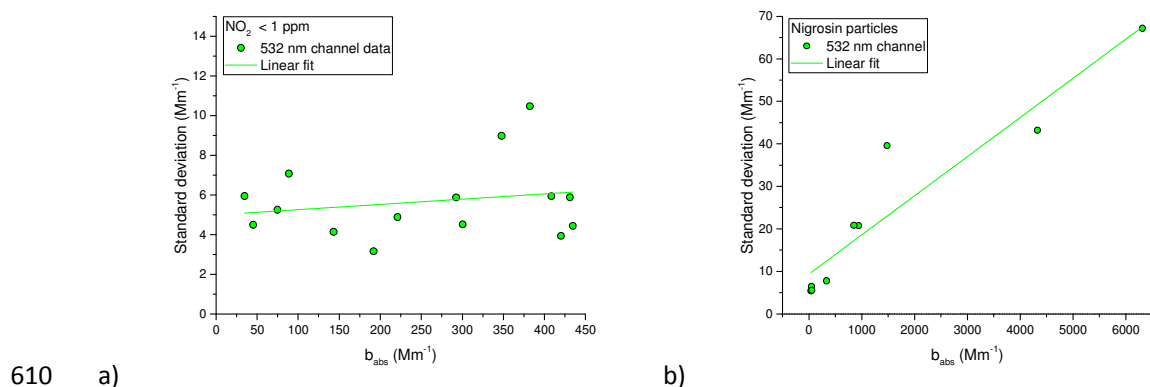 NO₂ < 1 ppm
532 nm channel data
Linear fit
Standard deviation (Mm⁻¹)
14
12
10
8
6
4
2
0
0 50 100 150 200 250 300 350 400 450
b_abs (Mm⁻¹)
Nigrosin particles
532 nm channel
Linear fit
Standard deviation (Mm⁻¹)
70
60
50
40
30
20
10
0
0 1000 2000 3000 4000 5000 6000
b_abs (Mm⁻¹)
610 a) b)